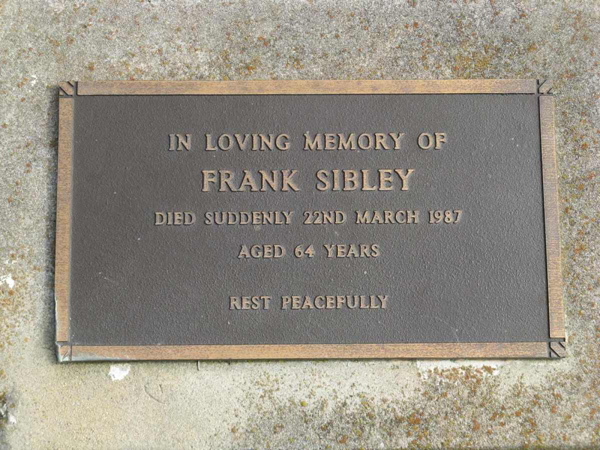 IN LOVING MEMORY OF
FRANK SIBLEY
DIED SUDDENLY 22ND MARCH 1987
AGED 64 YEARS
REST PEACEFULLY